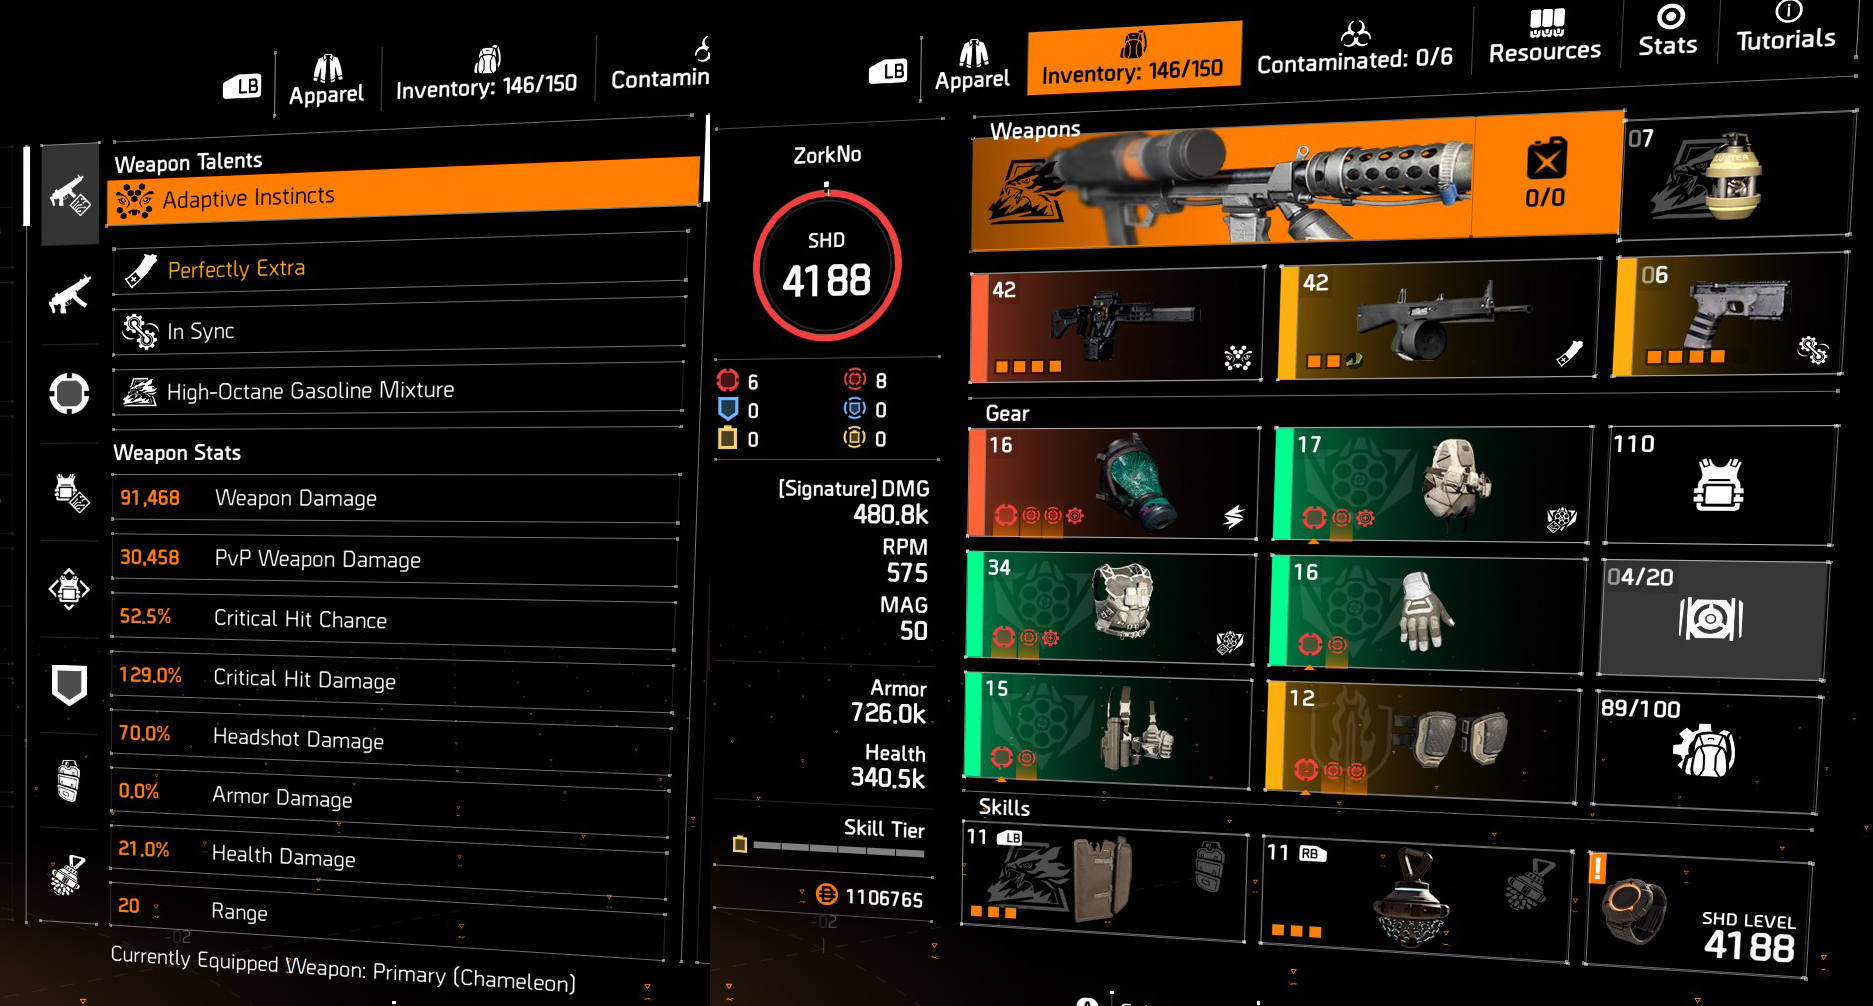 LB
Apparel
Inventory: 146/150
Contamin
Weapon Talents
Adaptive Instincts
Perfectly Extra
In Sync
High-Octane Gasoline Mixture
Weapon Stats
91,468 Weapon Damage
30,458 PvP Weapon Damage
52.5% Critical Hit Chance
129.0% Critical Hit Damage
70.0% Headshot Damage
0.0% Armor Damage
21.0% Health Damage
20 Range
-02
Currently Equipped Weapon: Primary (Chameleon)
LB
Apparel
Inventory: 146/150
Contaminated: 0/6
Resources
Stats
Tutorials
ZorkNo
SHD
4188
6 8
0 0
0 0
[Signature] DMG
480.8k
RPM
575
MAG
50
Armor
726.0k
Health
340.5k
Skill Tier
1106765
-02
Weapons
0/0
07
42
42
06
Gear
16
17
110
34
16
04/20
15
12
89/100
Skills
11 LB
11 RB
!
SHD LEVEL
4188